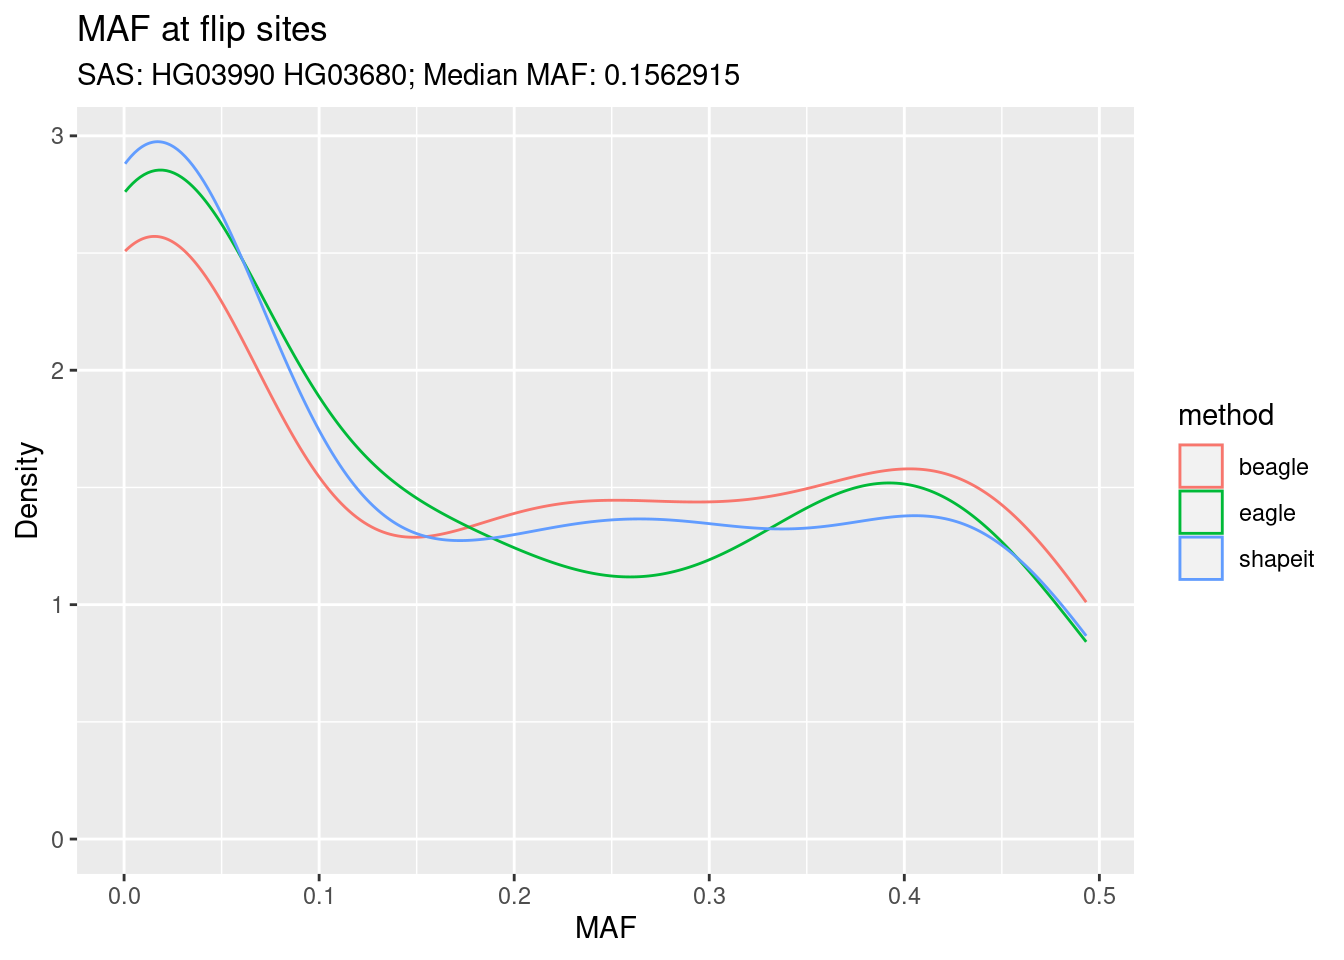 MAF at flip sites
SAS: HG03990 HG03680; Median MAF: 0.1562915
3
2
1
0
Density
0.0 0.1 0.2 0.3 0.4 0.5
MAF
method
beagle
eagle
shapeit